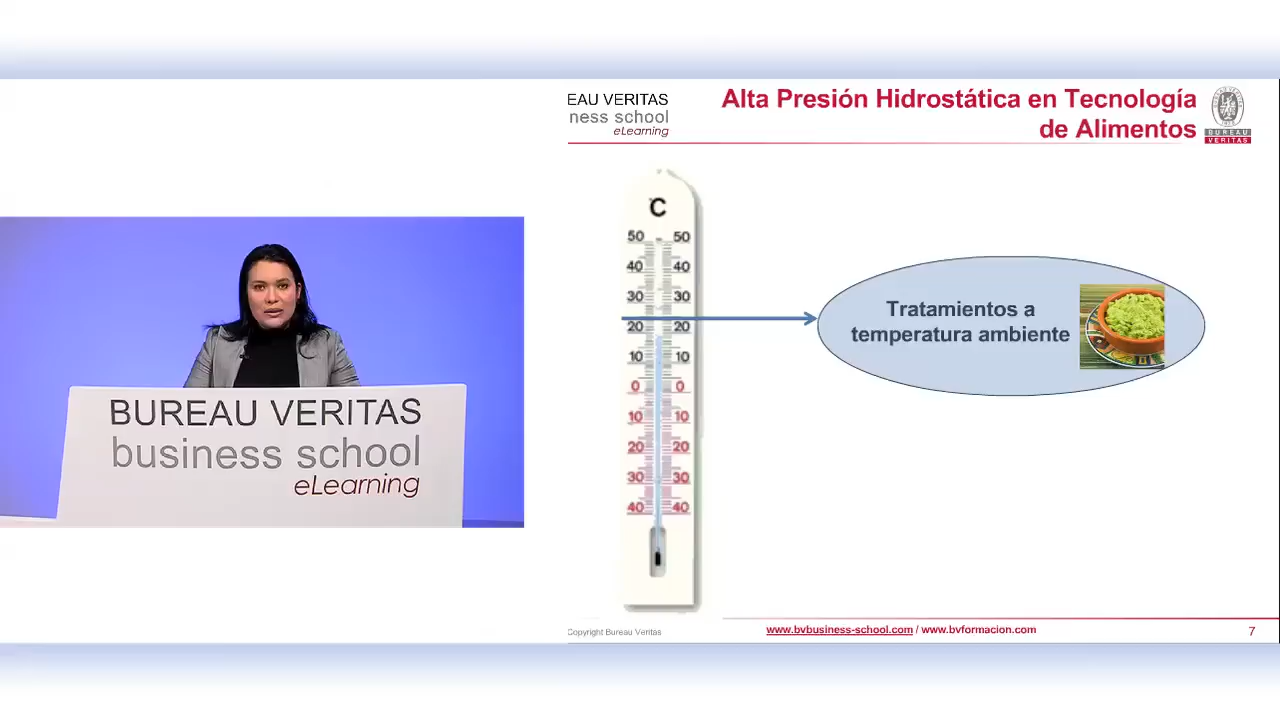 BUREAU VERITAS
business school
eLearning
EAU VERITAS
ness school
eLearning
Alta Presión Hidrostática en Tecnología
de Alimentos
BUREAU
VERITAS
°C
50 50
40 40
30 30
20 20
10 10
0 0
10 10
20 20
30 30
40 40
Tratamientos a
temperatura ambiente
Copyright Bureau Veritas
www.bvbusiness-school.com / www.bvformacion.com
7